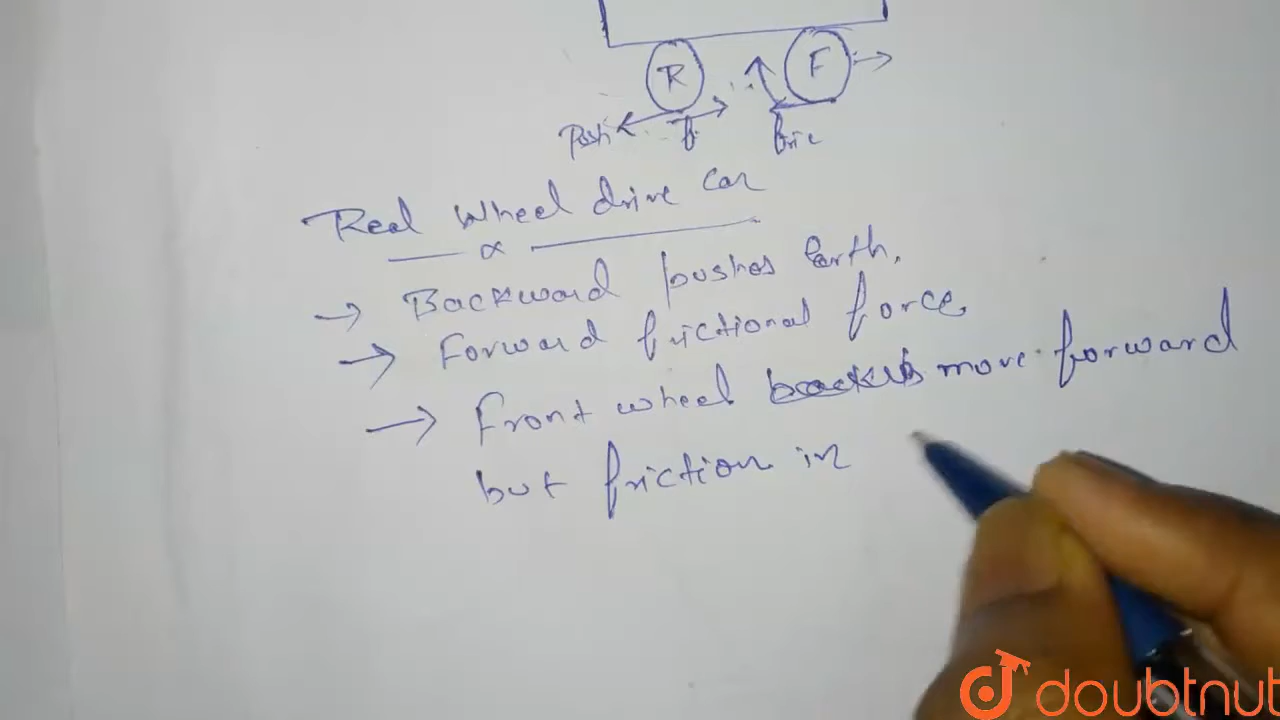 R F
Push f fric
Real Wheel drive car
→ Backward pushes Earth.
→ Forward frictional force
→ Front wheel move forward
but friction in
doubtnut